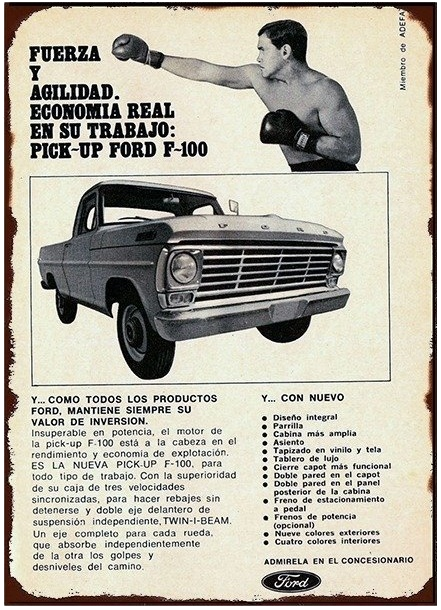 FUERZA
Y
AGILIDAD.
ECONOMIA REAL
EN SU TRABAJO:
PICK-UP FORD F-100
Miembro de ADEFA
FORD
Y... COMO TODOS LOS PRODUCTOS
FORD, MANTIENE SIEMPRE SU
VALOR DE INVERSION.
Insuperable en potencia, el motor de
la pick-up F-100 está a la cabeza en el
rendimiento y economía de explotación.
ES LA NUEVA PICK-UP F-100, para
todo tipo de trabajo. Con la superioridad
de su caja de tres velocidades
sincronizadas, para hacer rebajes sin
detenerse y doble eje delantero de
suspensión independiente, TWIN-I-BEAM.
Un eje completo para cada rueda,
que absorbe independientemente
de la otra los golpes y
desniveles del camino.
Y... CON NUEVO
● Diseño integral
● Parrilla
● Cabina más amplia
● Asiento
● Tapizado en vinilo y tela
● Tablero de lujo
● Cierre capot más funcional
● Doble pared en el capot
● Doble pared en el panel
posterior de la cabina
● Freno de estacionamiento
a pedal
● Frenos de potencia
(opcional)
● Nueve colores exteriores
● Cuatro colores interiores
ADMIRELA EN EL CONCESIONARIO
Ford